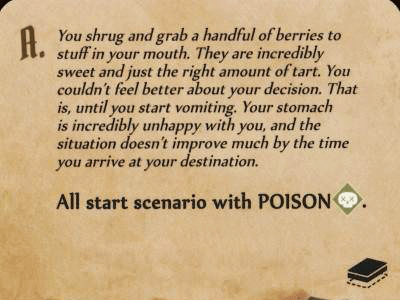 A. You shrug and grab a handful of berries to
stuff in your mouth. They are incredibly
sweet and just the right amount of tart. You
couldn't feel better about your decision. That
is, until you start vomiting. Your stomach
is incredibly unhappy with you, and the
situation doesn't improve much by the time
you arrive at your destination.
All start scenario with POISON.